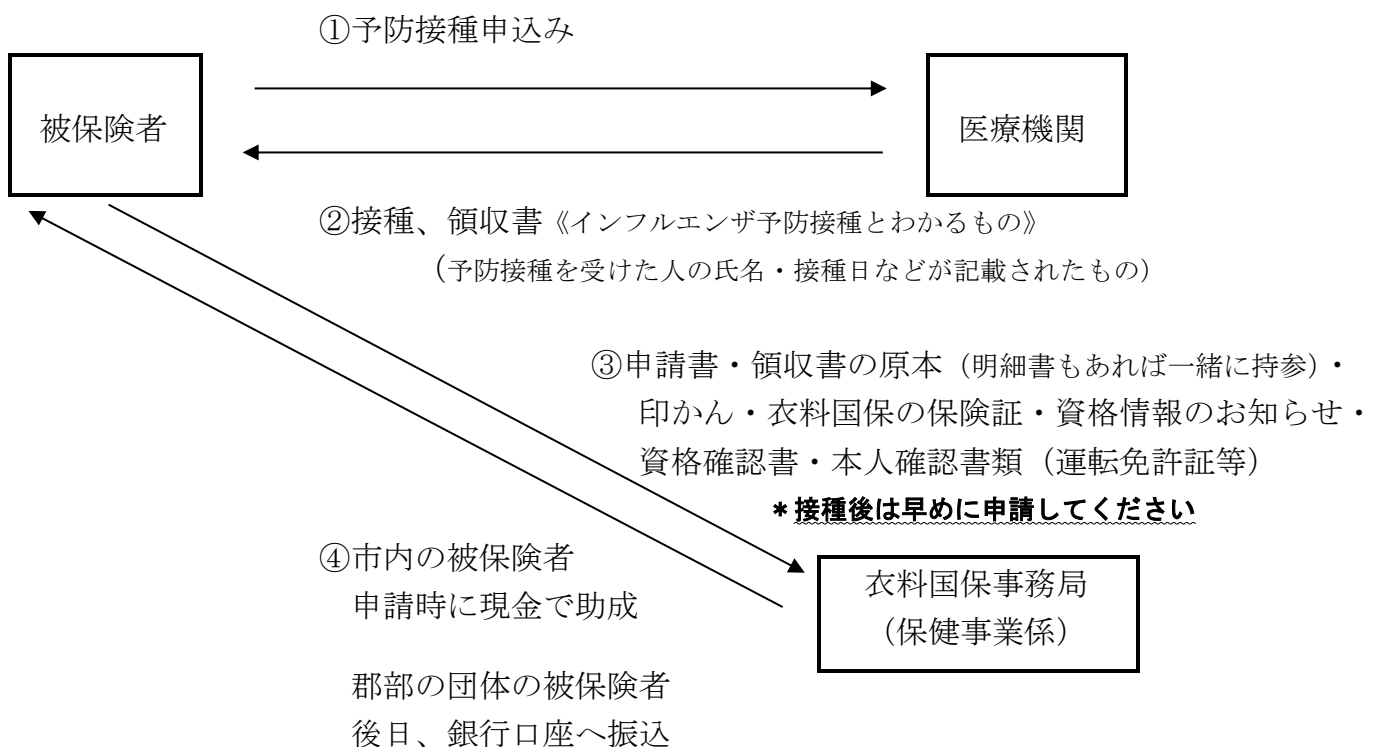 ①予防接種申込み
被保険者
医療機関
②接種、領収書《インフルエンザ予防接種とわかるもの》
（予防接種を受けた人の氏名・接種日などが記載されたもの）
③申請書・領収書の原本（明細書もあれば一緒に持参）・
印かん・衣料国保の保険証・資格情報のお知らせ・
資格確認書・本人確認書類（運転免許証等）
＊接種後は早めに申請してください
④市内の被保険者
申請時に現金で助成
衣料国保事務局
（保健事業係）
郡部の団体の被保険者
後日、銀行口座へ振込